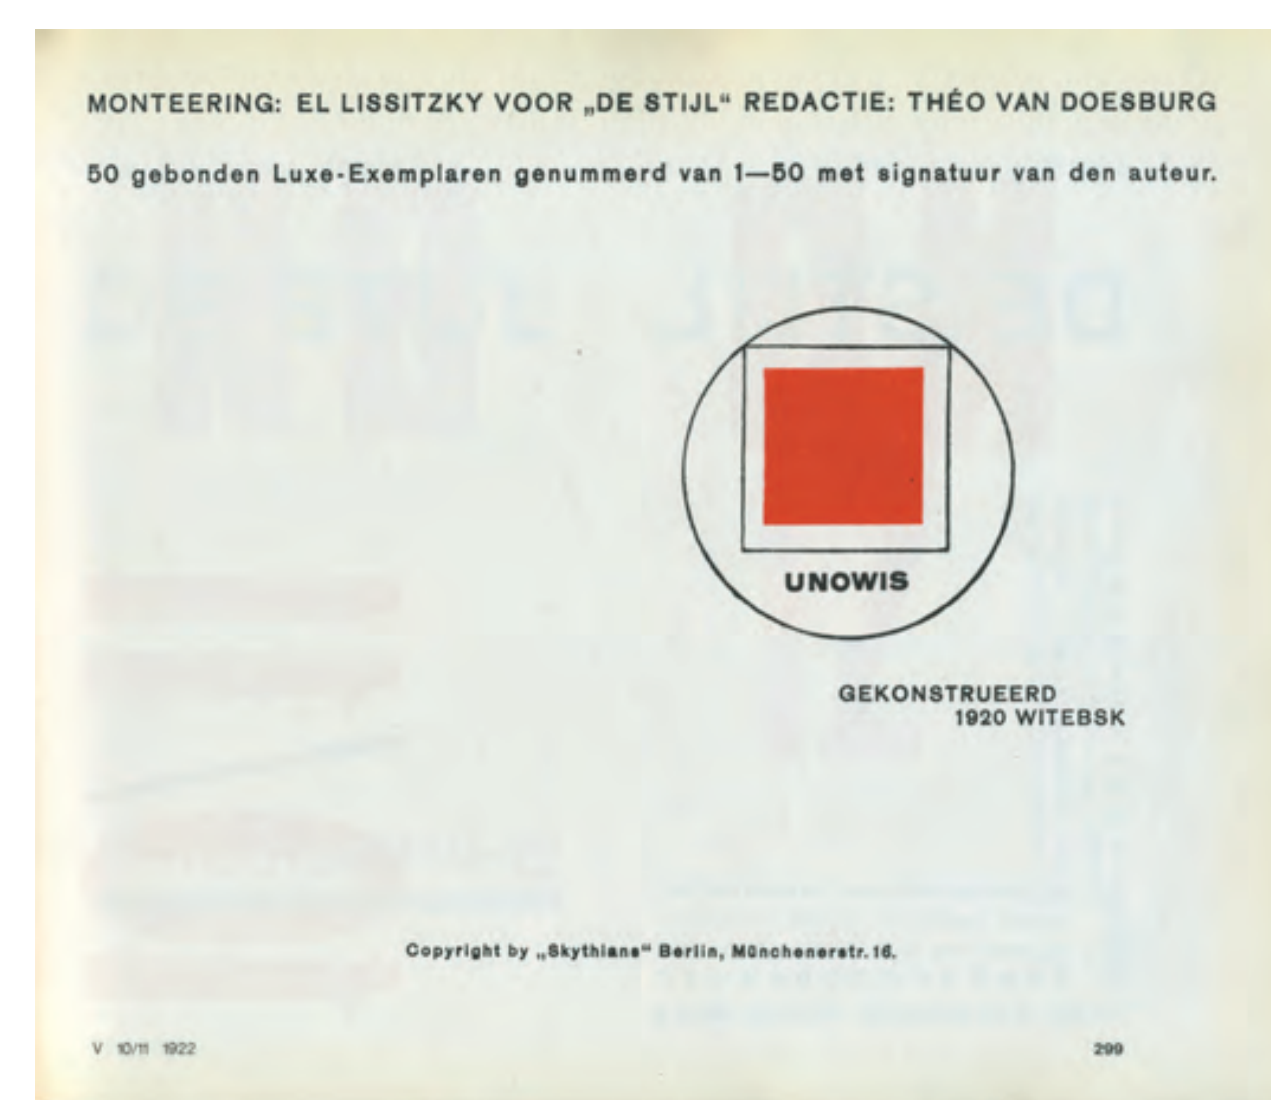 MONTEERING: EL LISSITZKY VOOR „DE STIJL“ REDACTIE: THÉO VAN DOESBURG
50 gebonden Luxe-Exemplaren genummerd van 1—50 met signatuur van den auteur.
UNOWIS
GEKONSTRUEERD
1920 WITEBSK
Copyright by „Skythians“ Berlin, Münchenerstr. 16.
V 10/11 1922
299